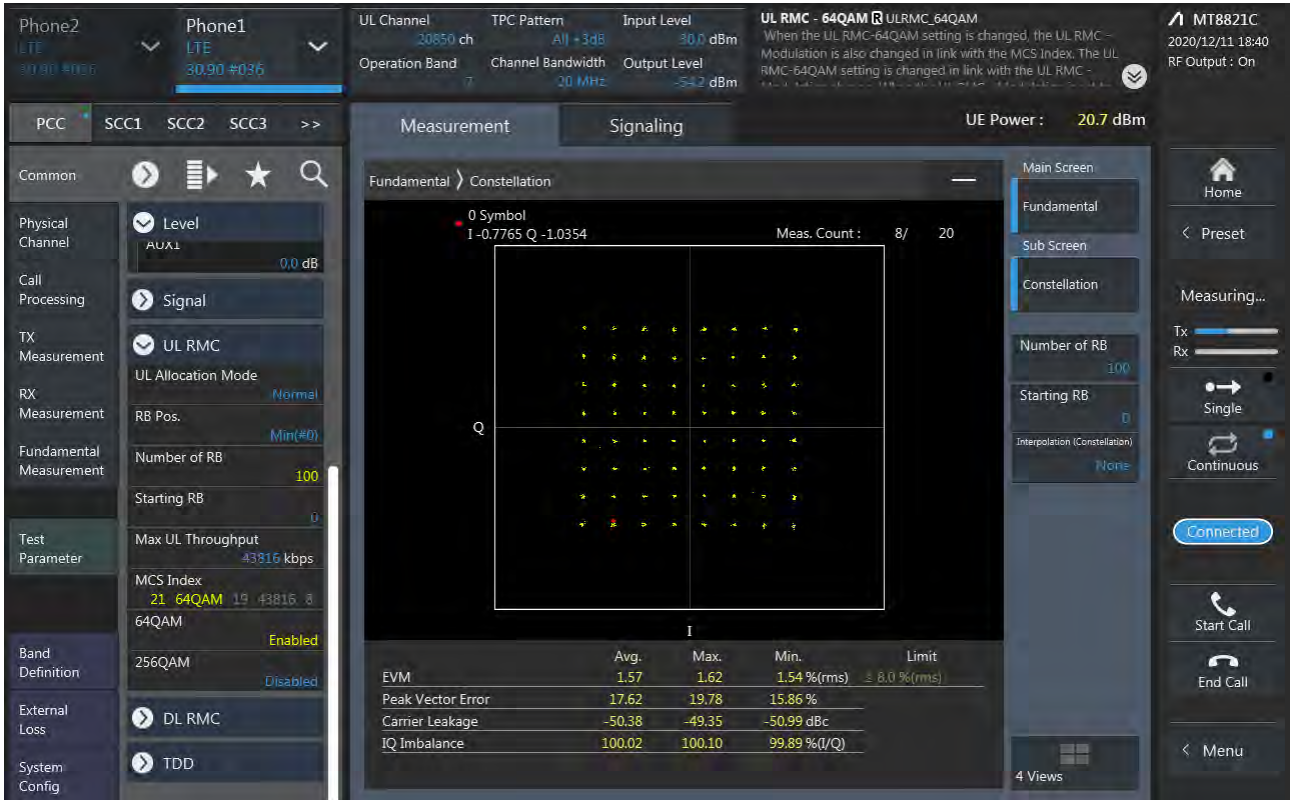 Phone2
LTE
30.90 #036
Phone1
LTE
30.90 #036
UL Channel
20850 ch
TPC Pattern
All +3dB
Input Level
30.0 dBm
Operation Band
7
Channel Bandwidth
20 MHz
Output Level
-54.2 dBm
UL RMC - 64QAM R ULRMC_64QAM
When the UL RMC-64QAM setting is changed, the UL RMC -
Modulation is also changed in link with the MCS Index. The UL
RMC-64QAM setting is changed in link with the UL RMC -
MT8821C
2020/12/11 18:40
RF Output : On
PCC SCC1 SCC2 SCC3 >>
Measurement
Signaling
UE Power : 20.7 dBm
Common
Physical
Channel
Call
Processing
TX
Measurement
RX
Measurement
Fundamental
Measurement
Test
Parameter
Band
Definition
External
Loss
System
Config
Level
AUX1
0.0 dB
Signal
UL RMC
UL Allocation Mode
Normal
RB Pos.
Min(#0)
Number of RB
100
Starting RB
0
Max UL Throughput
43816 kbps
MCS Index
21 64QAM 19 43816 8
64QAM
Enabled
256QAM
Disabled
DL RMC
TDD
Fundamental 〉 Constellation
0 Symbol
I -0.7765 Q -1.0354
Meas. Count : 8/ 20
Q
I
Avg. Max. Min. Limit
EVM 1.57 1.62 1.54 %(rms) ≤ 8.0 %(rms)
Peak Vector Error 17.62 19.78 15.86 %
Carrier Leakage -50.38 -49.35 -50.99 dBc
IQ Imbalance 100.02 100.10 99.89 %(I/Q)
Main Screen
Fundamental
Sub Screen
Constellation
Number of RB
100
Starting RB
0
Interpolation (Constellation)
None
4 Views
Home
< Preset
Measuring...
Tx
Rx
Single
Continuous
Connected
Start Call
End Call
< Menu